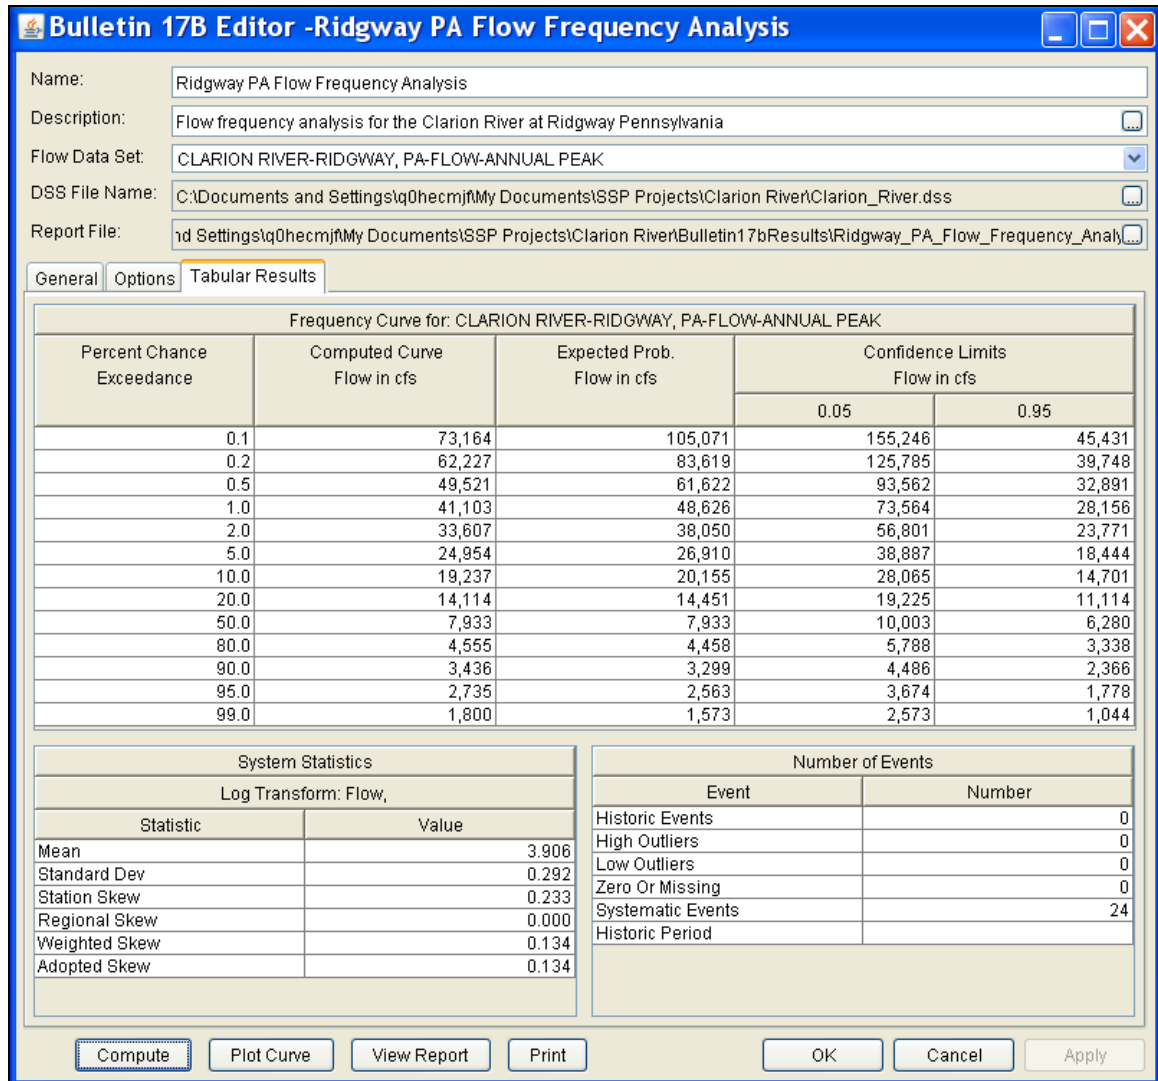 Bulletin 17B Editor -Ridgway PA Flow Frequency Analysis
Name: Ridgway PA Flow Frequency Analysis
Description: Flow frequency analysis for the Clarion River at Ridgway Pennsylvania ...
Flow Data Set: CLARION RIVER-RIDGWAY, PA-FLOW-ANNUAL PEAK
DSS File Name: C:\Documents and Settings\q0hecmjf\My Documents\SSP Projects\Clarion River\Clarion_River.dss ...
Report File: nd Settings\q0hecmjf\My Documents\SSP Projects\Clarion River\Bulletin17bResults\Ridgway_PA_Flow_Frequency_Analy ...
General Options Tabular Results
Frequency Curve for: CLARION RIVER-RIDGWAY, PA-FLOW-ANNUAL PEAK
Percent Chance Computed Curve Expected Prob. Confidence Limits
Exceedance Flow in cfs Flow in cfs Flow in cfs
0.05 0.95
0.1 73,164 105,071 155,246 45,431
0.2 62,227 83,619 125,785 39,748
0.5 49,521 61,622 93,562 32,891
1.0 41,103 48,626 73,564 28,156
2.0 33,607 38,050 56,801 23,771
5.0 24,954 26,910 38,887 18,444
10.0 19,237 20,155 28,065 14,701
20.0 14,114 14,451 19,225 11,114
50.0 7,933 7,933 10,003 6,280
80.0 4,555 4,458 5,788 3,338
90.0 3,436 3,299 4,486 2,366
95.0 2,735 2,563 3,674 1,778
99.0 1,800 1,573 2,573 1,044
System Statistics
Log Transform: Flow,
Statistic Value
Mean 3.906
Standard Dev 0.292
Station Skew 0.233
Regional Skew 0.000
Weighted Skew 0.134
Adopted Skew 0.134
Number of Events
Event Number
Historic Events 0
High Outliers 0
Low Outliers 0
Zero Or Missing 0
Systematic Events 24
Historic Period
Compute Plot Curve View Report Print OK Cancel Apply